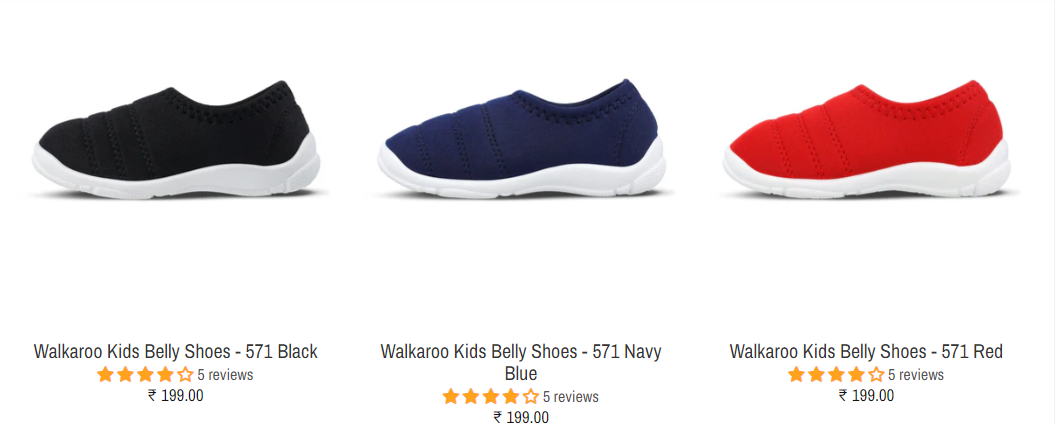 Walkaroo Kids Belly Shoes - 571 Black
5 reviews
₹ 199.00
Walkaroo Kids Belly Shoes - 571 Navy
Blue
5 reviews
₹ 199.00
Walkaroo Kids Belly Shoes - 571 Red
5 reviews
₹ 199.00